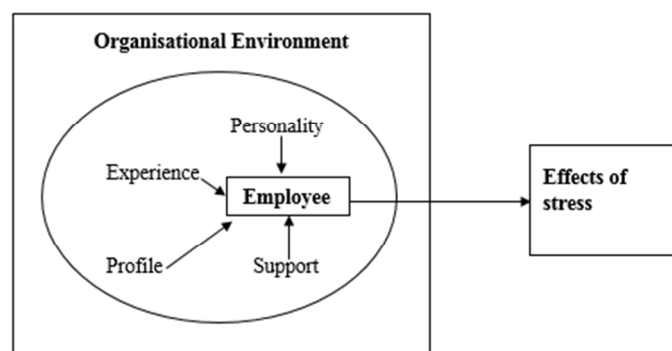 Organisational Environment
Personality
Experience
Employee
Profile
Support
Effects of
stress